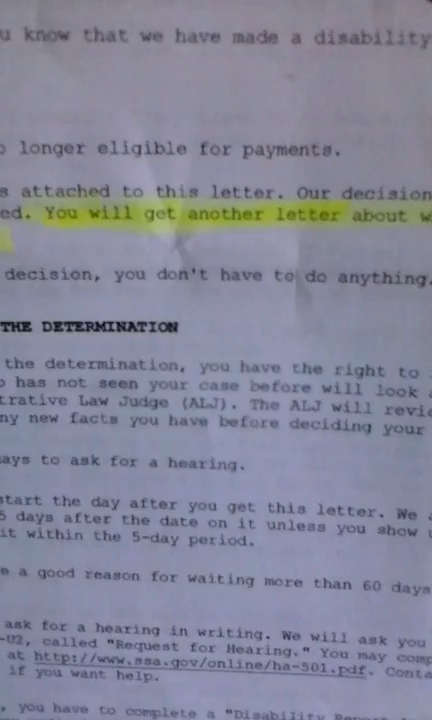 u know that we have made a disability
longer eligible for payments.
s attached to this letter. Our decision
ed. You will get another letter about w
decision, you don't have to do anything.
THE DETERMINATION
the determination, you have the right to
o has not seen your case before will look
trative Law Judge (ALJ). The ALJ will revie
ny new facts you have before deciding your
ays to ask for a hearing.
start the day after you get this letter. We
5 days after the date on it unless you show
it within the 5-day period.
e a good reason for waiting more than 60 days
ask for a hearing in writing. We will ask you
-U2, called "Request for Hearing." You may comp
at http://www.ssa.gov/online/ha-501.pdf. Conta
if you want help.
, you have to complete a "Disability Report